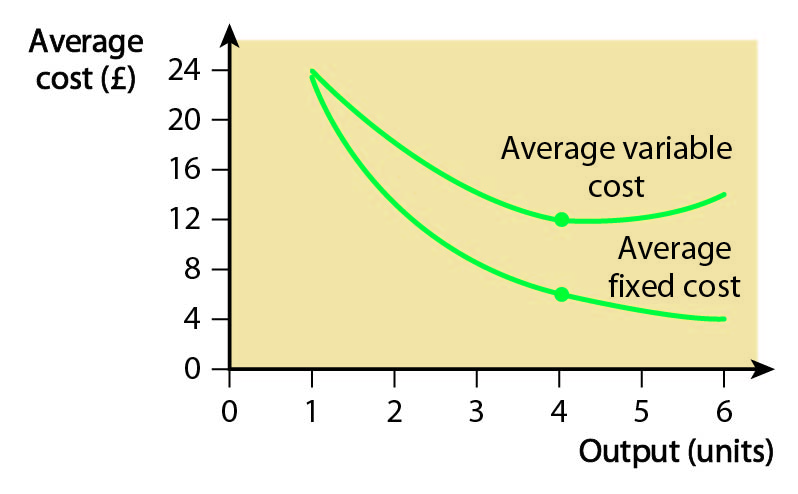 Average
cost (£)
24
20
16
12
8
4
0
Average variable
cost
Average
fixed cost
0 1 2 3 4 5 6
Output (units)